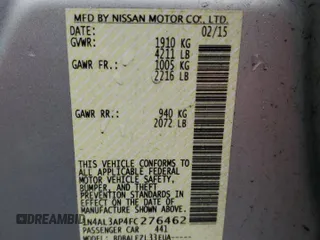 MFD BY NISSAN MOTOR CO., LTD.
DATE: 02/15
GVWR: 1910 KG
4211 LB
GAWR FR: 1005 KG
2216 LB
GAWR RR: 940 KG
2072 LB
THIS VEHICLE CONFORMS TO
ALL APPLICABLE FEDERAL
MOTOR VEHICLE SAFETY,
BUMPER, AND THEFT
PREVENTION STANDARDS IN
EFFECT ON THE DATE OF
MANUFACTURE SHOWN ABOVE.
1N4AL3AP4FC276462
PASSENGER CAR 441
DREAMBID